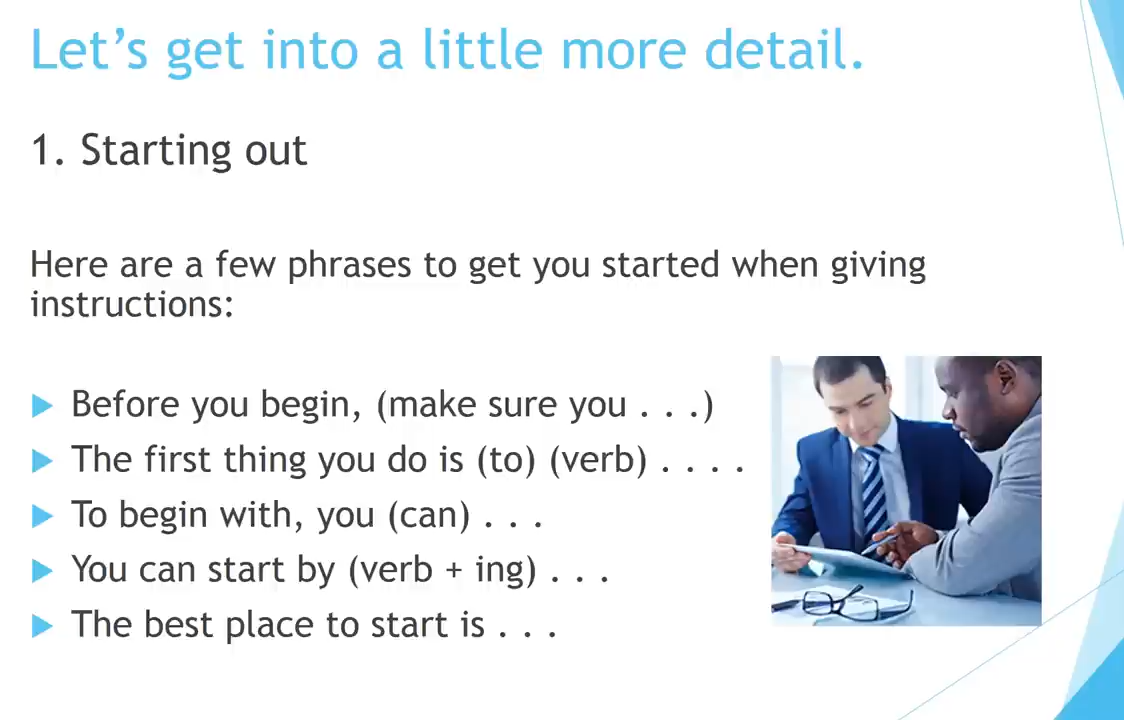 Let’s get into a little more detail.
1. Starting out
Here are a few phrases to get you started when giving
instructions:
Before you begin, (make sure you . . .)
The first thing you do is (to) (verb) . . . .
To begin with, you (can) . . .
You can start by (verb + ing) . . .
The best place to start is . . .